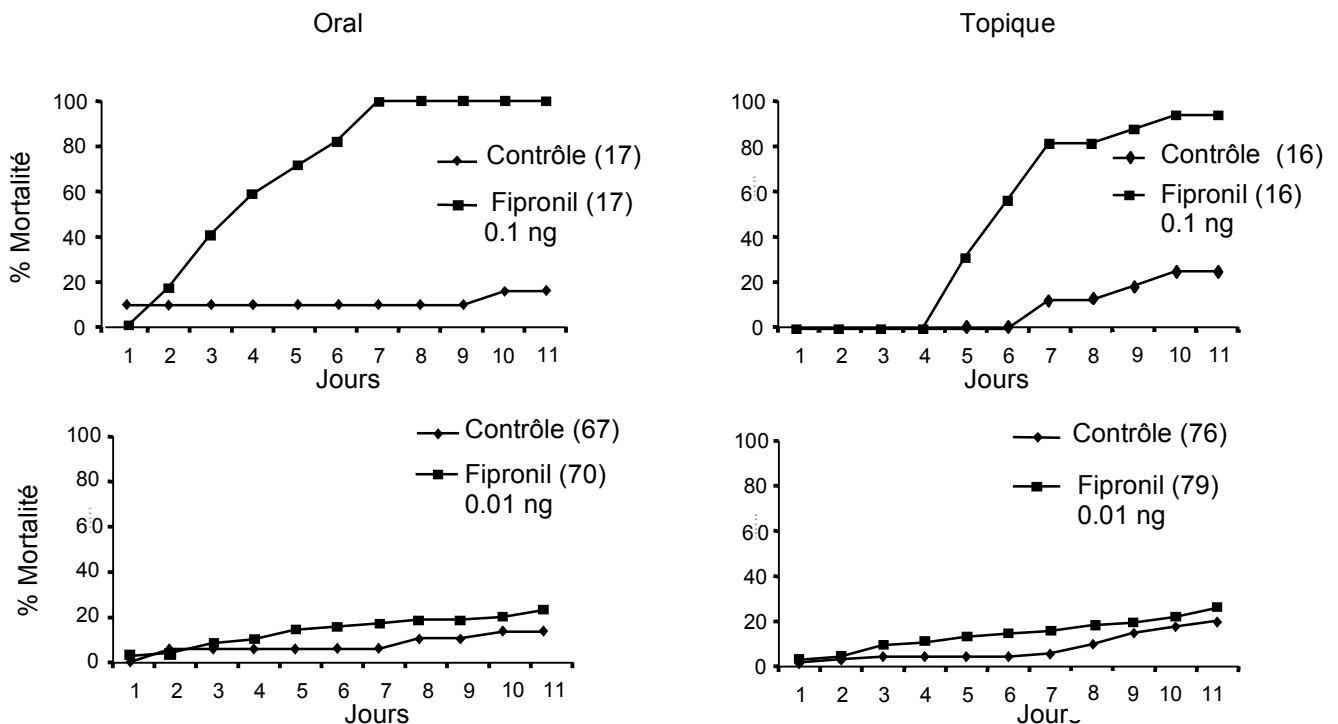 Oral
Topique
100
80
60
40
20
0
% Mortalité
Contrôle (17)
Fipronil (17)
0.1 ng
1 2 3 4 5 6 7 8 9 10 11
Jours
100
80
60
40
20
0
Contrôle (16)
Fipronil (16)
0.1 ng
1 2 3 4 5 6 7 8 9 10 11
Jours
100
80
60
40
20
0
% Mortalité
Contrôle (67)
Fipronil (70)
0.01 ng
1 2 3 4 5 6 7 8 9 10 11
Jours
100
80
60
40
20
0
Contrôle (76)
Fipronil (79)
0.01 ng
1 2 3 4 5 6 7 8 9 10 11
Jours